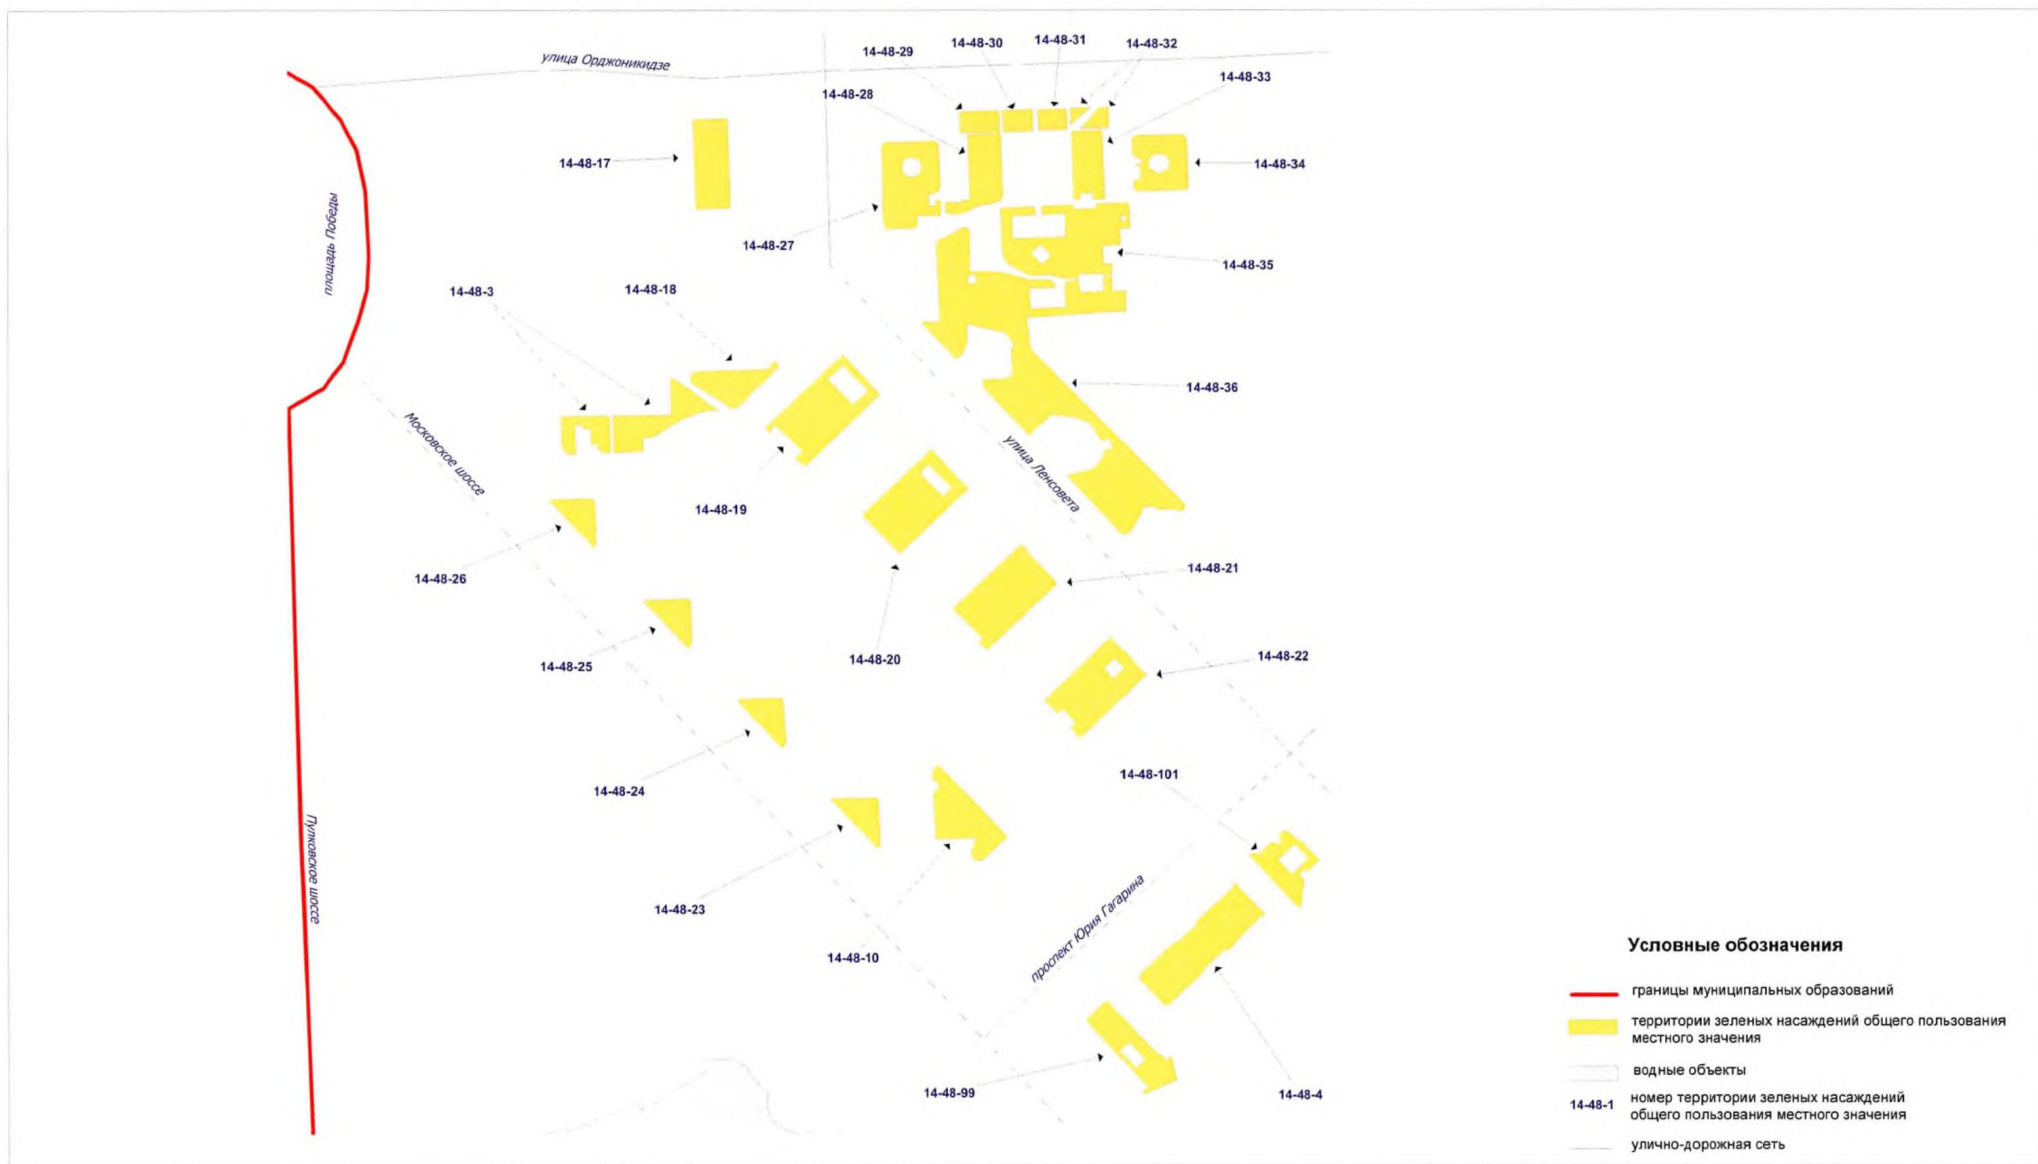 улица Орджоникидзе
14-48-29
14-48-30
14-48-31
14-48-32
14-48-33
14-48-28
14-48-17
14-48-34
площадь Победы
14-48-27
14-48-35
14-48-3
14-48-18
14-48-36
Московское шоссе
улица Ленсовета
14-48-19
14-48-26
14-48-21
14-48-25
14-48-20
14-48-22
14-48-24
14-48-101
Пулковское шоссе
14-48-23
проспект Юрия Гагарина
14-48-10
14-48-99
14-48-4
Условные обозначения
границы муниципальных образований
территории зеленых насаждений общего пользования
местного значения
водные объекты
14-48-1
номер территории зеленых насаждений
общего пользования местного значения
улично-дорожная сеть